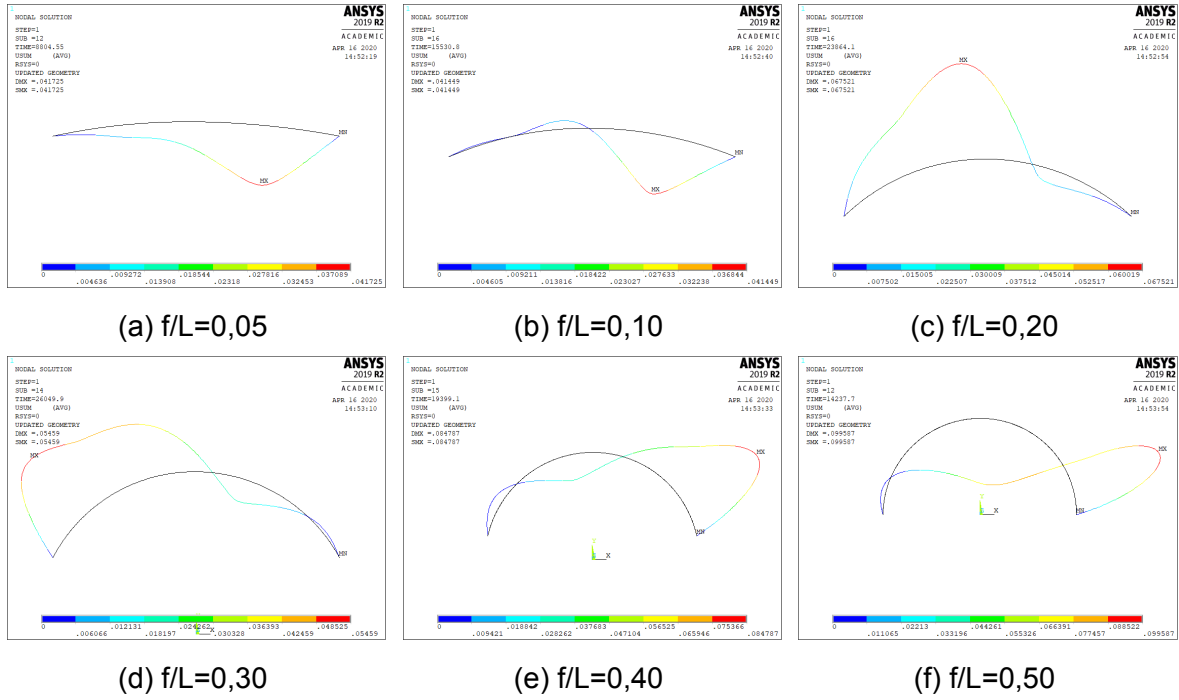 1
NODAL SOLUTION
STEP=1
SUB =12
TIME=8804.55
USUM (AVG)
RSYS=0
UPDATED GEOMETRY
DMX =.041725
SMX =.041725
ANSYS
2019 R2
ACADEMIC
APR 16 2020
14:52:19
MN
MX
0 .009272 .018544 .027816 .037089
.004636 .013908 .02318 .032453 .041725
(a) f/L=0,05
1
NODAL SOLUTION
STEP=1
SUB =16
TIME=15530.8
USUM (AVG)
RSYS=0
UPDATED GEOMETRY
DMX =.041449
SMX =.041449
ANSYS
2019 R2
ACADEMIC
APR 16 2020
14:52:40
MN
MX
0 .009211 .018422 .027633 .036844
.004605 .013816 .023027 .032238 .041449
(b) f/L=0,10
1
NODAL SOLUTION
STEP=1
SUB =16
TIME=23864.1
USUM (AVG)
RSYS=0
UPDATED GEOMETRY
DMX =.067521
SMX =.067521
ANSYS
2019 R2
ACADEMIC
APR 16 2020
14:52:54
MX
MN
0 .015005 .030009 .045014 .060019
.007502 .022507 .037512 .052517 .067521
(c) f/L=0,20
1
NODAL SOLUTION
STEP=1
SUB =14
TIME=26049.9
USUM (AVG)
RSYS=0
UPDATED GEOMETRY
DMX =.05459
SMX =.05459
ANSYS
2019 R2
ACADEMIC
APR 16 2020
14:53:10
MX
MN
0 .012131 .024262 .036393 .048525
.006066 .018197 .030328 .042459 .05459
X
(d) f/L=0,30
1
NODAL SOLUTION
STEP=1
SUB =15
TIME=19399.1
USUM (AVG)
RSYS=0
UPDATED GEOMETRY
DMX =.084787
SMX =.084787
ANSYS
2019 R2
ACADEMIC
APR 16 2020
14:53:33
MX
MN
Y
Z X
0 .018842 .037683 .056525 .075366
.009421 .028262 .047104 .065946 .084787
(e) f/L=0,40
1
NODAL SOLUTION
STEP=1
SUB =12
TIME=14237.7
USUM (AVG)
RSYS=0
UPDATED GEOMETRY
DMX =.099587
SMX =.099587
ANSYS
2019 R2
ACADEMIC
APR 16 2020
14:53:54
MX
MN
Y
Z X
0 .02213 .044261 .066391 .088522
.011065 .033196 .055326 .077457 .099587
(f) f/L=0,50